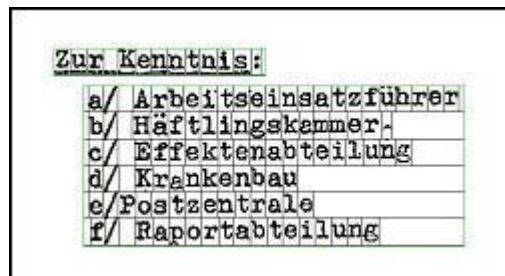 Zur Kenntnis:
a/ Arbeitseinsatzführer
b/ Häftlingskammer.
c/ Effektenabteilung
d/ Krankenbau
e/Postzentrale
f/ Raportabteilung